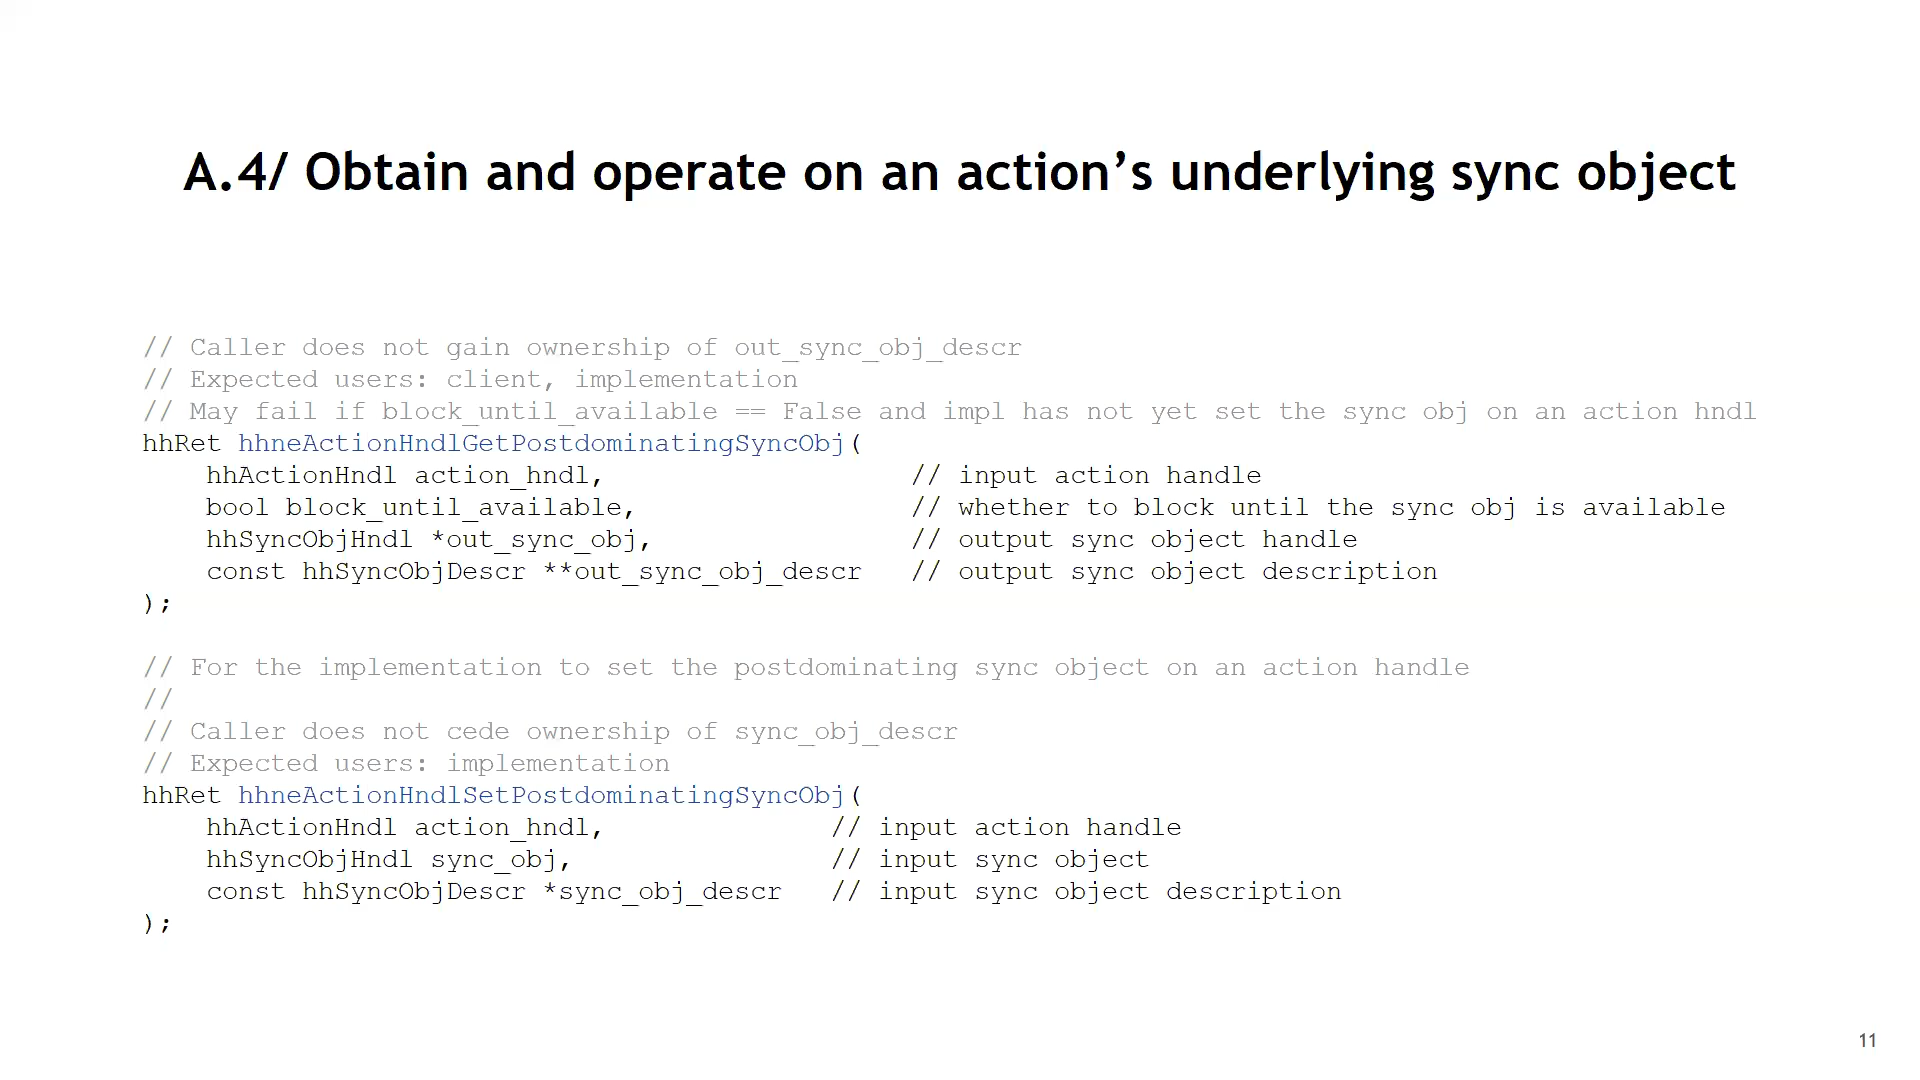 A.4/ Obtain and operate on an action’s underlying sync object
// Caller does not gain ownership of out_sync_obj_descr
// Expected users: client, implementation
// May fail if block_until_available == False and impl has not yet set the sync obj on an action hndl
hhRet hhneActionHndlGetPostdominatingSyncObj(
    hhActionHndl action_hndl,                   // input action handle
    bool block_until_available,                 // whether to block until the sync obj is available
    hhSyncObjHndl *out_sync_obj,                // output sync object handle
    const hhSyncObjDescr **out_sync_obj_descr   // output sync object description
);
// For the implementation to set the postdominating sync object on an action handle
//
// Caller does not cede ownership of sync_obj_descr
// Expected users: implementation
hhRet hhneActionHndlSetPostdominatingSyncObj(
    hhActionHndl action_hndl,              // input action handle
    hhSyncObjHndl sync_obj,                // input sync object
    const hhSyncObjDescr *sync_obj_descr   // input sync object description
);
11